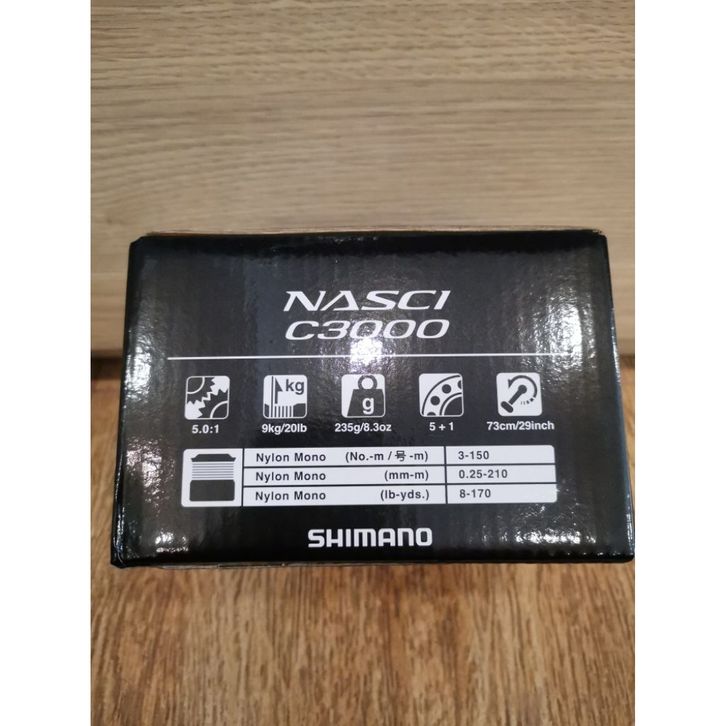 NASCI
C3000
kg
g
5.0:1 9kg/20lb 235g/8.3oz 5 + 1 73cm/29inch
Nylon Mono (No.-m / 号 -m) 3-150
Nylon Mono (mm-m) 0.25-210
Nylon Mono (lb-yds.) 8-170
SHIMANO